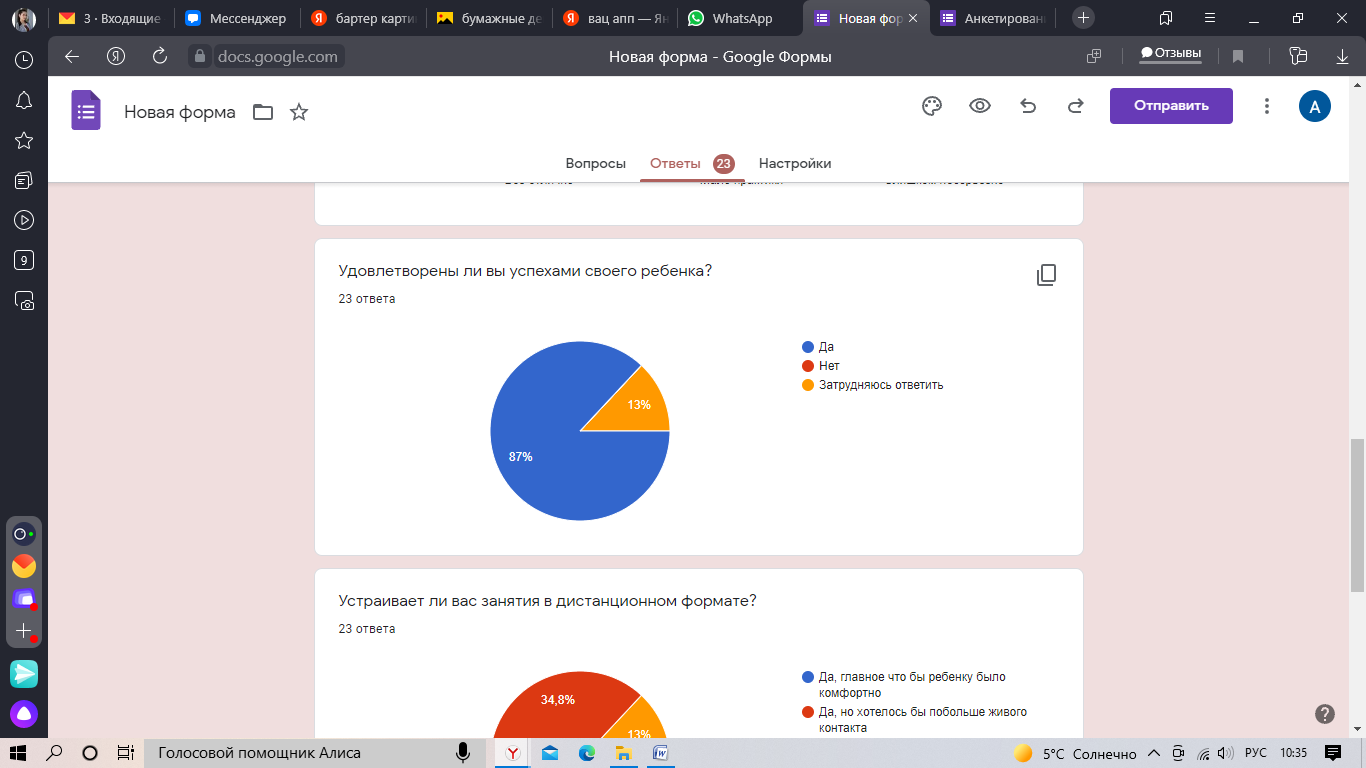 3 · Входящие
Мессенджер
бартер карти
бумажные де
вац апп — Ян
WhatsApp
Новая фор
Анкетирован
docs.google.com
Новая форма - Google Формы
Отзывы
Новая форма
Отправить
А
Вопросы
Ответы 23
Настройки
Удовлетворены ли вы успехами своего ребенка?
23 ответа
Да
Нет
Затрудняюсь ответить
13%
87%
Устраивает ли вас занятия в дистанционном формате?
23 ответа
Да, главное что бы ребенку было
комфортно
Да, но хотелось бы побольше живого
контакта
34,8%
13%
9
Голосовой помощник Алиса
5°C Солнечно
РУС
10:35